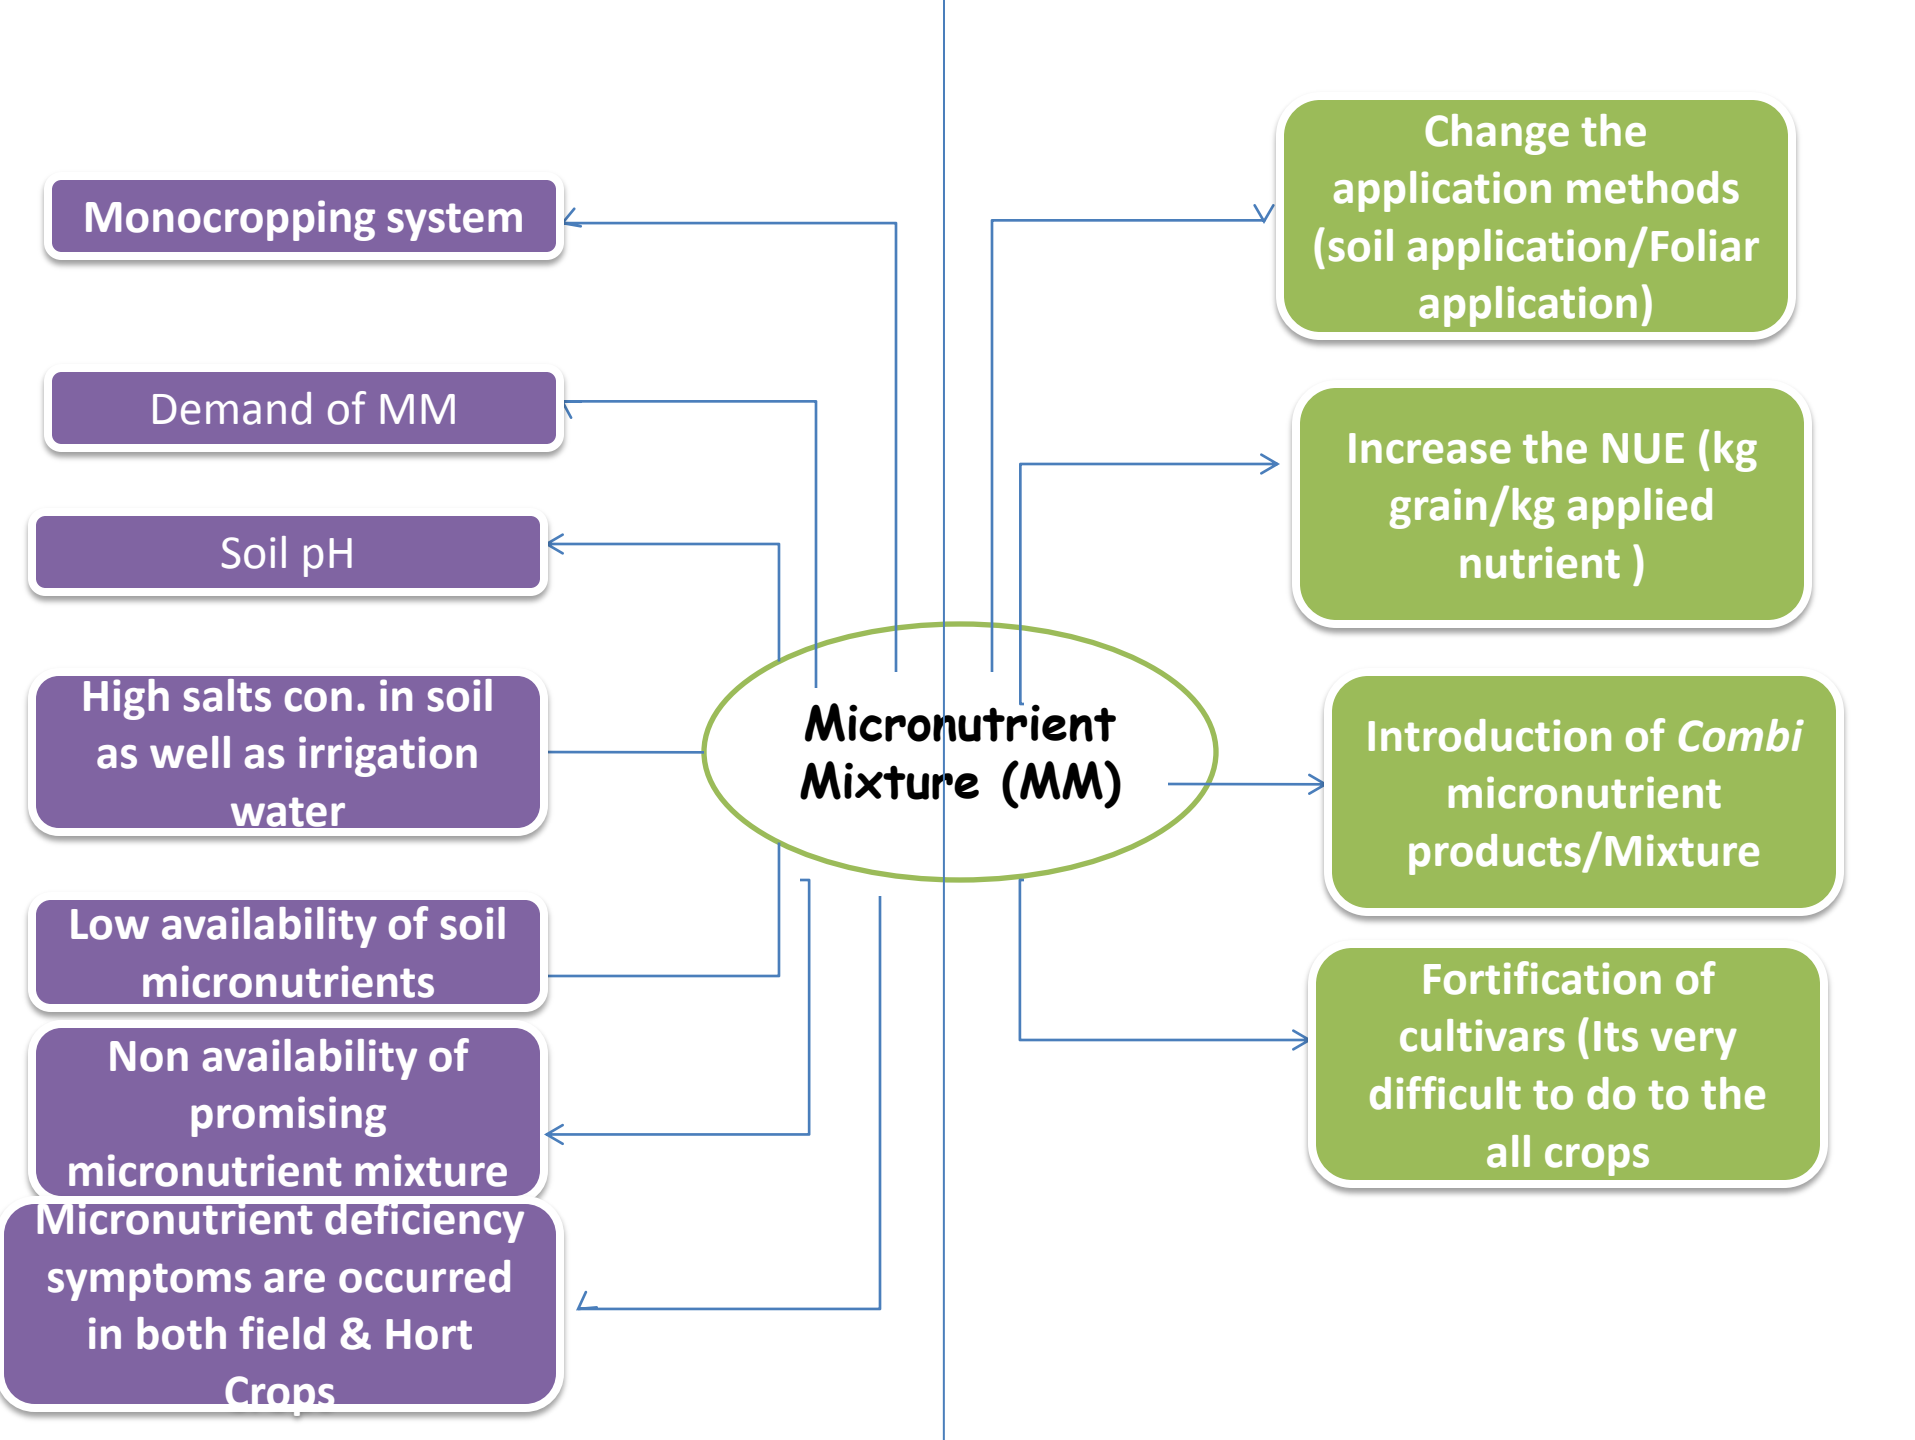 Monocropping system
Demand of MM
Soil pH
High salts con. in soil
as well as irrigation
water
Low availability of soil
micronutrients
Non availability of
promising
micronutrient mixture
Micronutrient deficiency
symptoms are occurred
in both field & Hort
Crops
Micronutrient
Mixture (MM)
Change the
application methods
(soil application/Foliar
application)
Increase the NUE (kg
grain/kg applied
nutrient )
Introduction of Combi
micronutrient
products/Mixture
Fortification of
cultivars (Its very
difficult to do to the
all crops